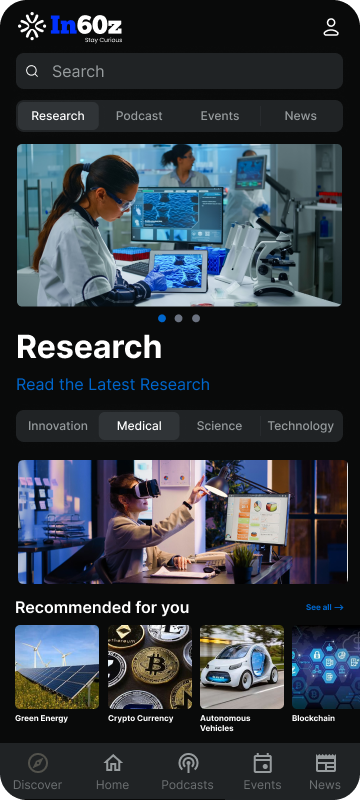 In60z
Stay Curious
Search
Research Podcast Events News
Research
Read the Latest Research
Innovation Medical Science Technology
Recommended for you
See all →
Green Energy Crypto Currency Autonomous Vehicles Blockchain
Discover Home Podcasts Events News